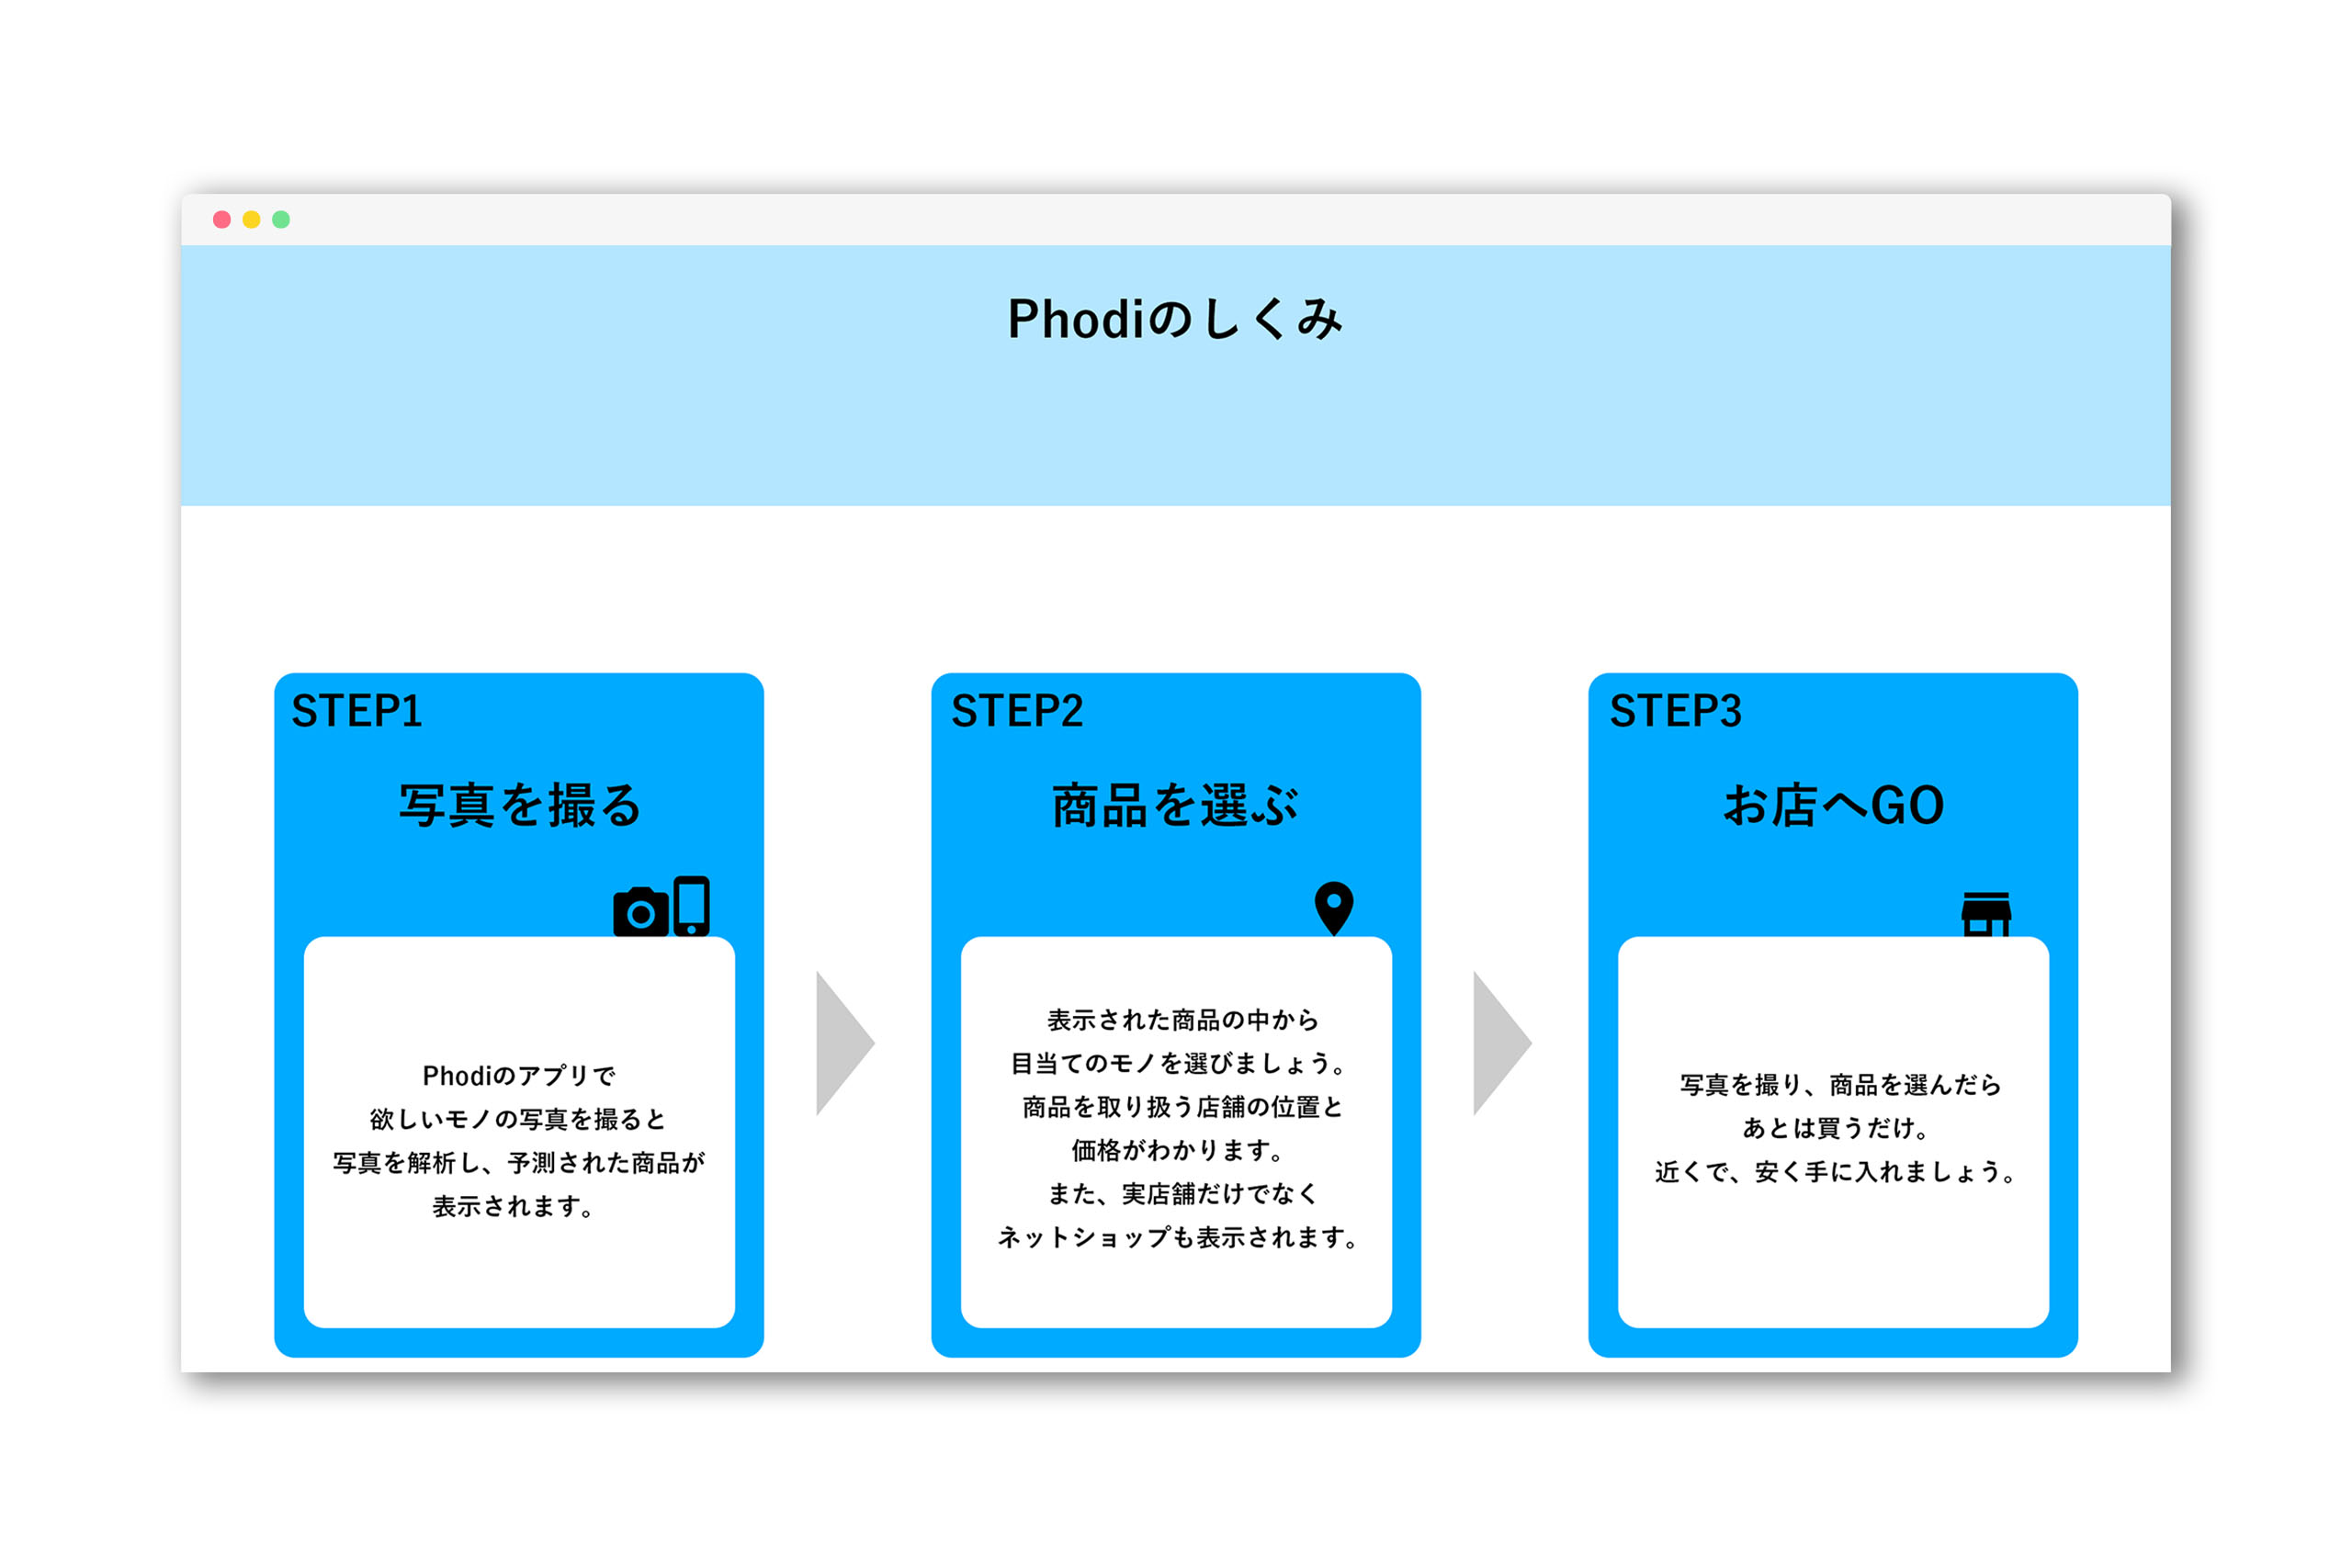 Phodiのしくみ
STEP1
写真を撮る
Phodiのアプリで
欲しいモノの写真を撮ると
写真を解析し、予測された商品が
表示されます。
STEP2
商品を選ぶ
表示された商品の中から
目当てのモノを選びましょう。
商品を取り扱う店舗の位置と
価格がわかります。
また、実店舗だけでなく
ネットショップも表示されます。
STEP3
お店へGO
写真を撮り、商品を選んだら
あとは買うだけ。
近くで、安く手に入れましょう。